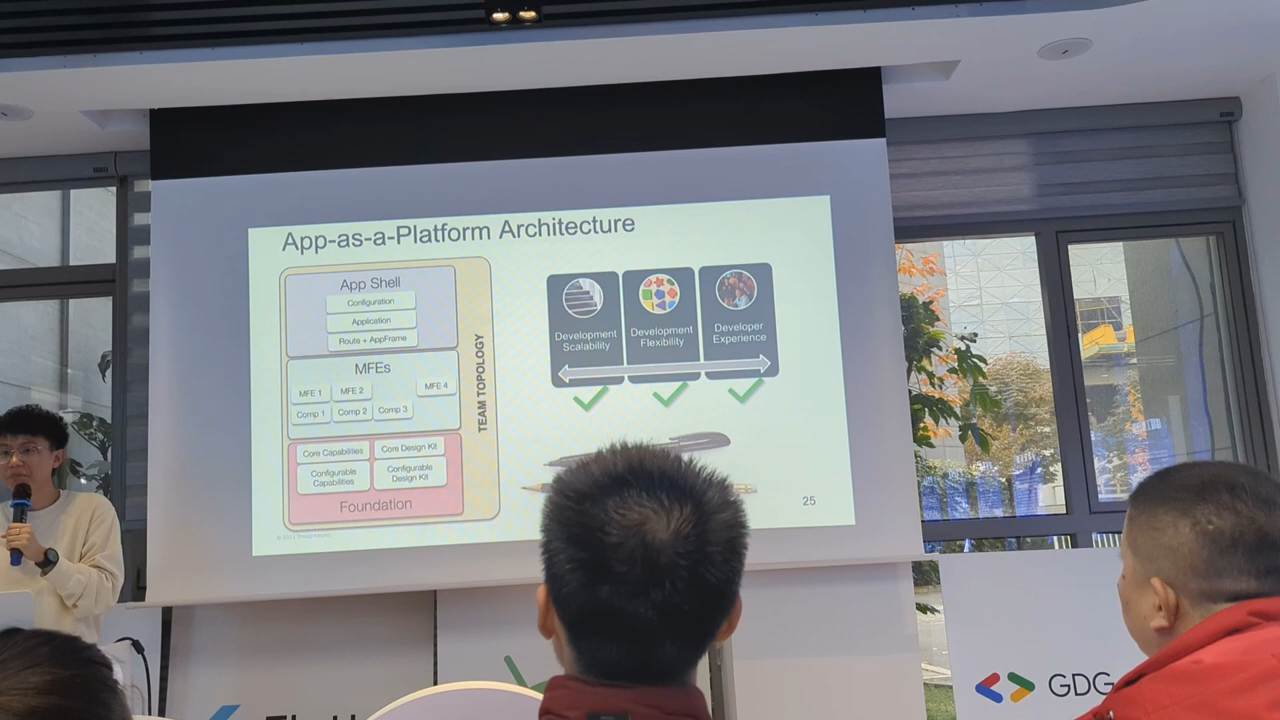 App-as-a-Platform Architecture
App Shell
Configuration
Application
Route + AppFrame
MFEs
MFE 1
MFE 2
MFE 4
Comp 1
Comp 2
Comp 3
Core Capabilities
Core Design Kit
Configurable
Capabilities
Configurable
Design Kit
Foundation
TEAM TOPOLOGY
Development
Scalability
Development
Flexibility
Developer
Experience
25
GDG